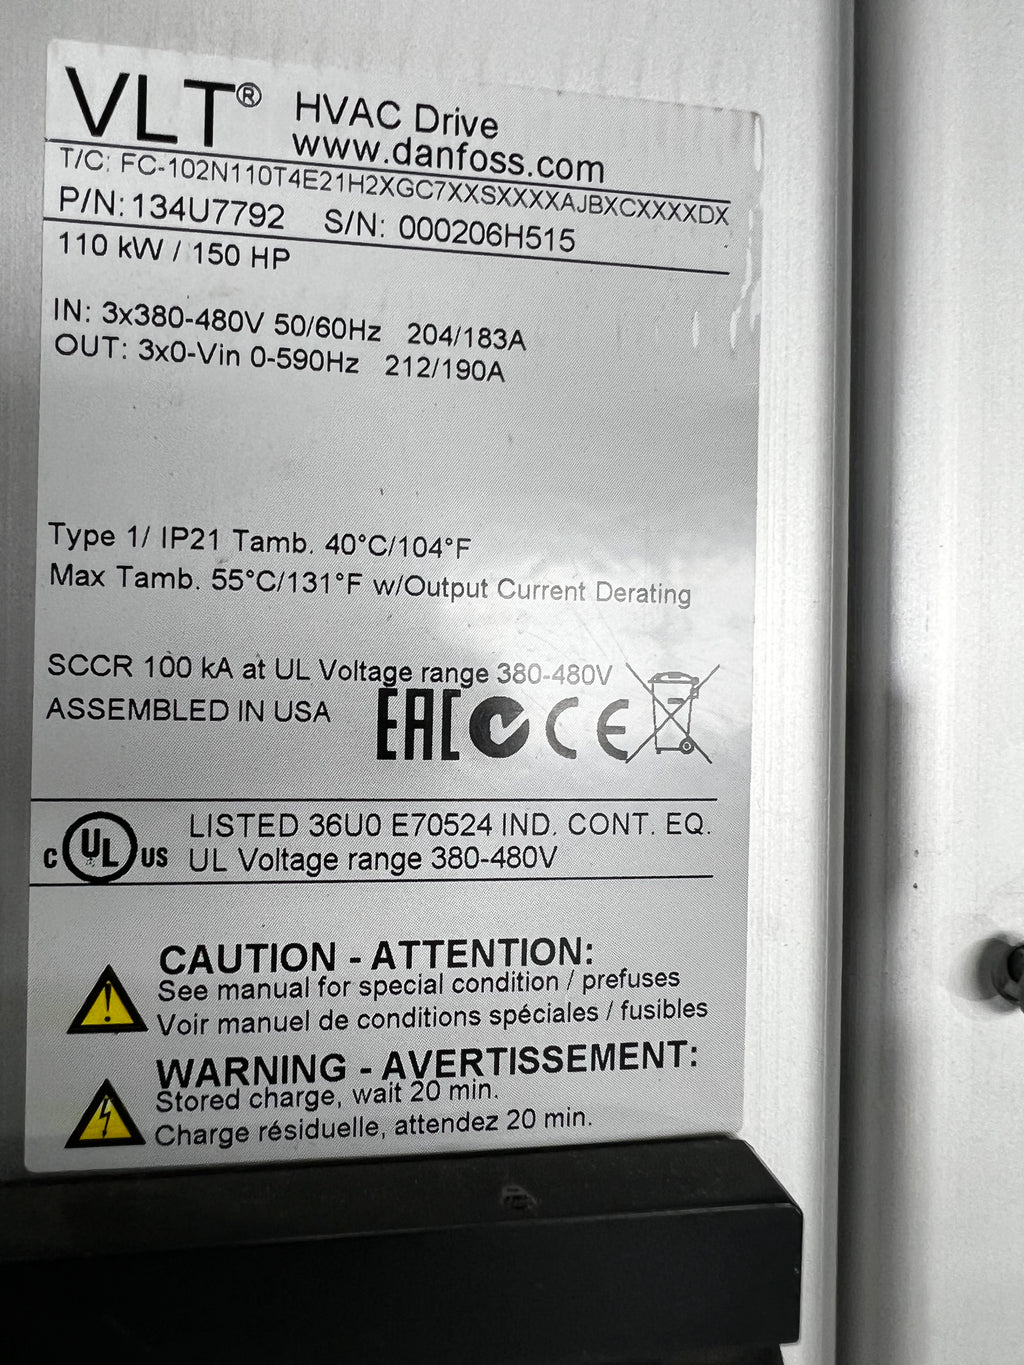 VLT® HVAC Drive
www.danfoss.com
T/C: FC-102N110T4E21H2XGC7XXSXXXXAJBXCXXXXDX
P/N: 134U7792 S/N: 000206H515
110 kW / 150 HP
IN: 3x380-480V 50/60Hz 204/183A
OUT: 3x0-Vin 0-590Hz 212/190A
Type 1/ IP21 Tamb. 40°C/104°F
Max Tamb. 55°C/131°F w/Output Current Derating
SCCR 100 kA at UL Voltage range 380-480V
ASSEMBLED IN USA
EAC CE
LISTED 36U0 E70524 IND. CONT. EQ.
c UL US UL Voltage range 380-480V
CAUTION - ATTENTION:
See manual for special condition / prefuses
Voir manuel de conditions spéciales / fusibles
WARNING - AVERTISSEMENT:
Stored charge, wait 20 min.
Charge résiduelle, attendez 20 min.